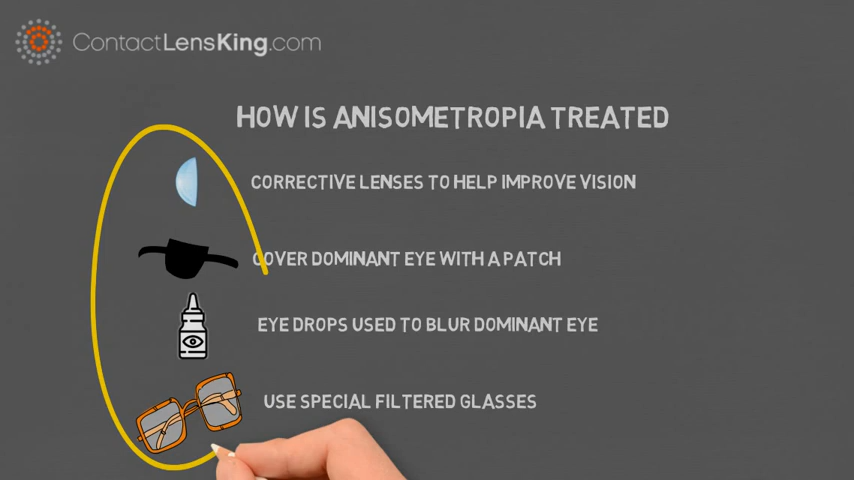 ContactLensKing.com
HOW IS ANISOMETROPIA TREATED
CORRECTIVE LENSES TO HELP IMPROVE VISION
COVER DOMINANT EYE WITH A PATCH
EYE DROPS USED TO BLUR DOMINANT EYE
USE SPECIAL FILTERED GLASSES